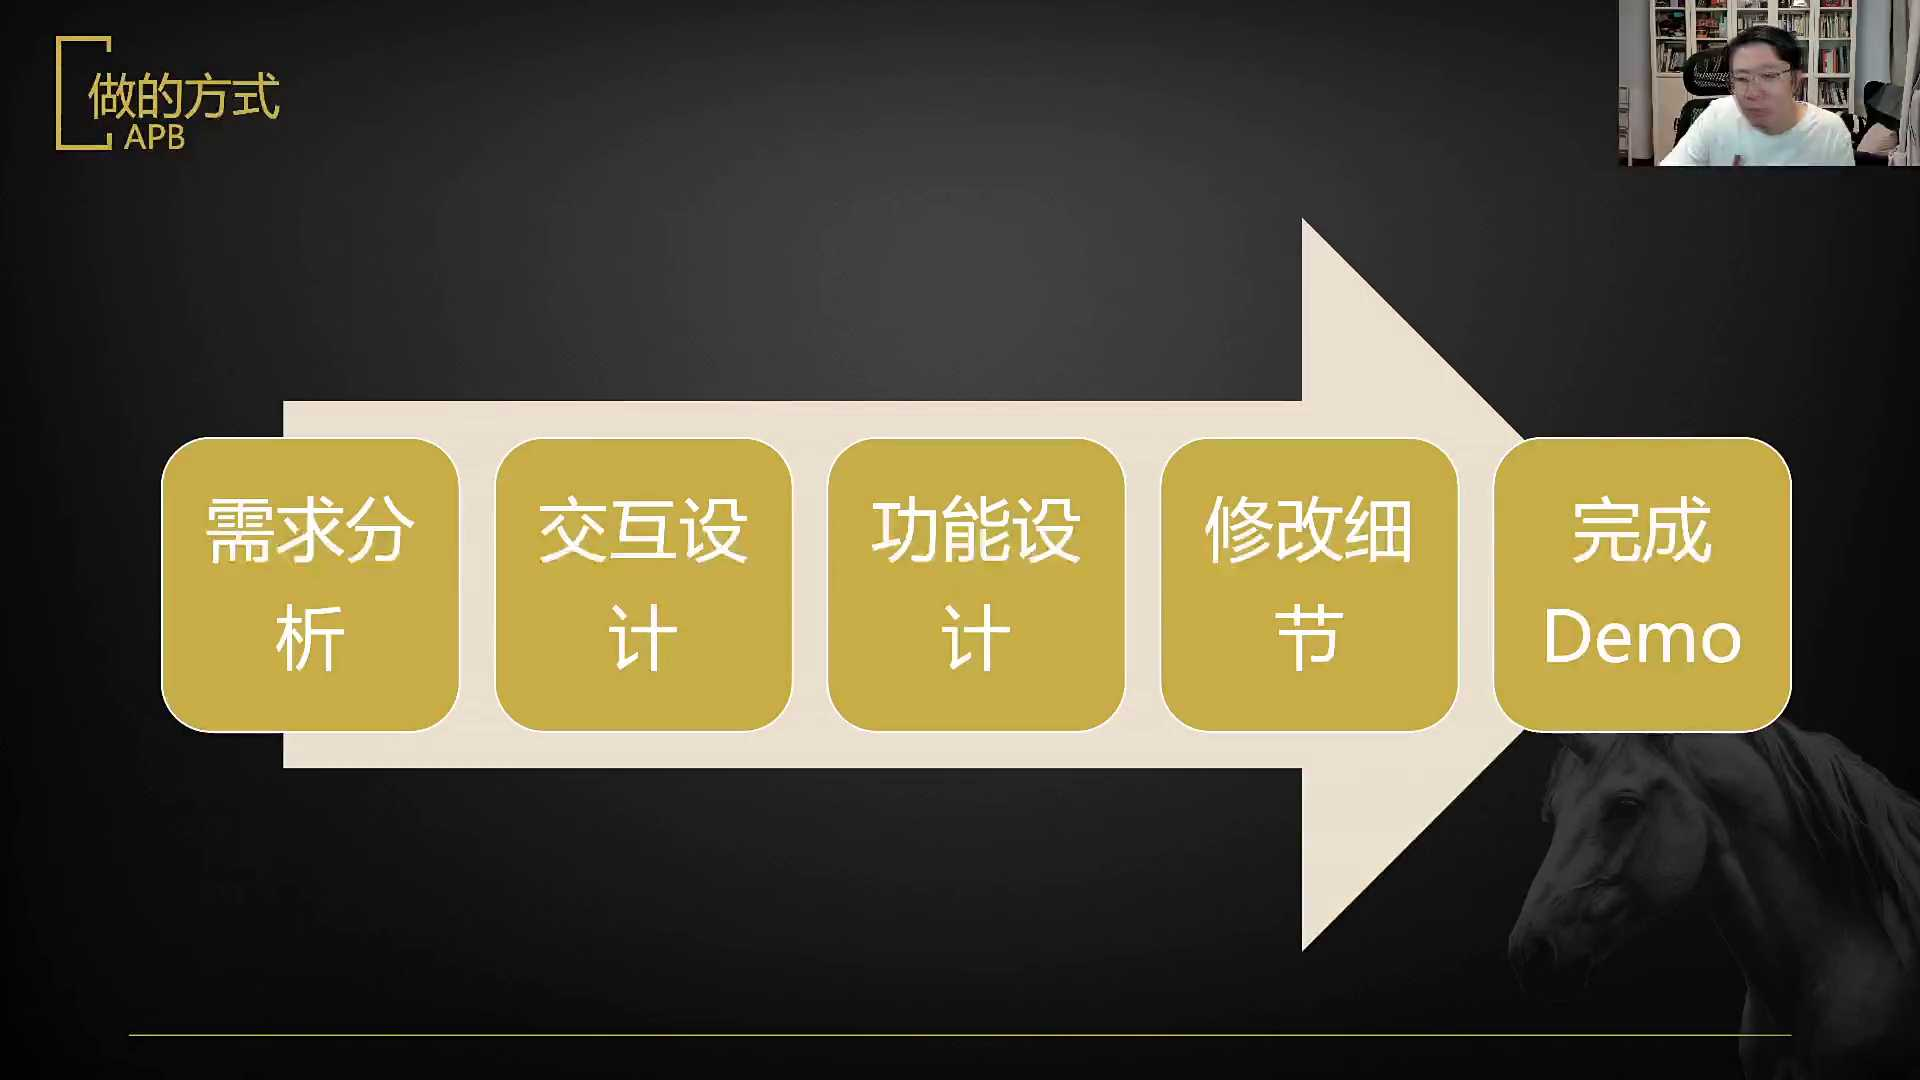 做的方式
APB
需求分
析
交互设
计
功能设
计
修改细
节
完成
Demo